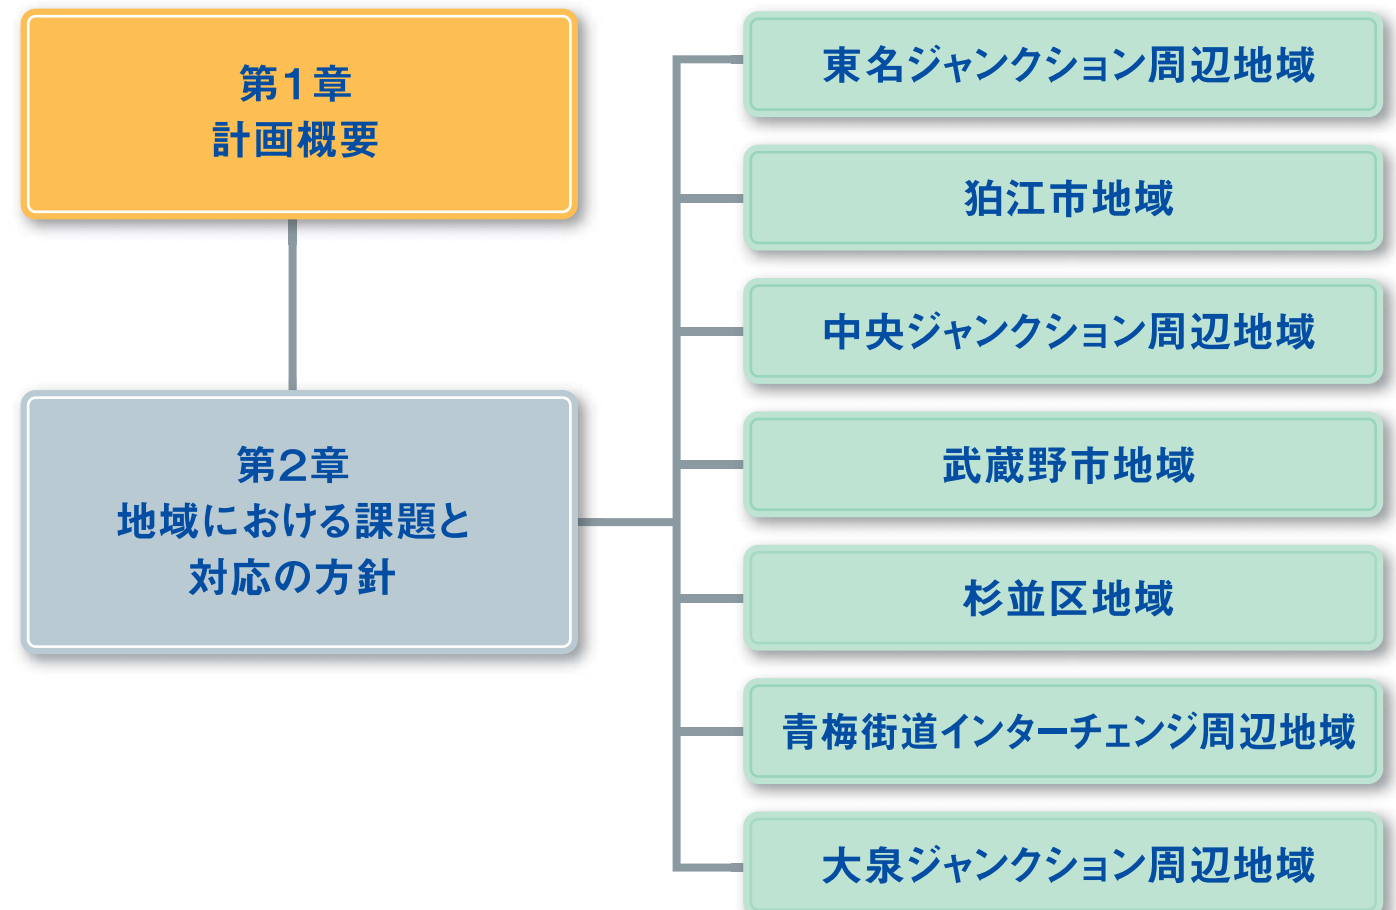 第1章
計画概要
第2章
地域における課題と
対応の方針
東名ジャンクション周辺地域
狛江市地域
中央ジャンクション周辺地域
武蔵野市地域
杉並区地域
青梅街道インターチェンジ周辺地域
大泉ジャンクション周辺地域